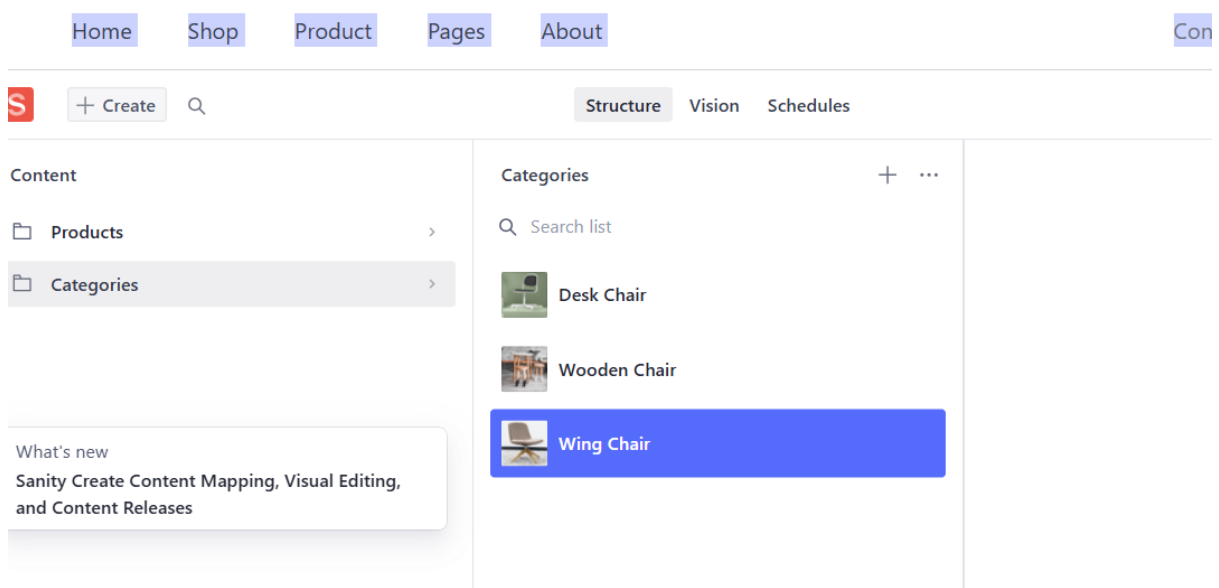 Home Shop Product Pages About Con
S + Create Structure Vision Schedules
Content
Products
Categories
What's new
Sanity Create Content Mapping, Visual Editing,
and Content Releases
Categories
Search list
Desk Chair
Wooden Chair
Wing Chair